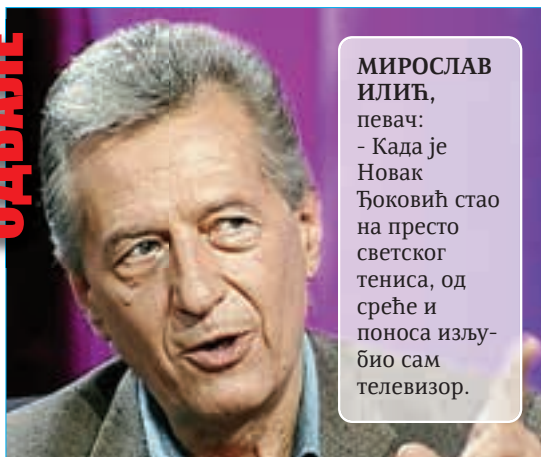 ОДВАЛЕ
МИРОСЛАВ
ИЛИЋ,
певач:
- Када је
Новак
Ђоковић стао
на престо
светског
тениса, од
среће и
поноса изљу-
био сам
телевизор.